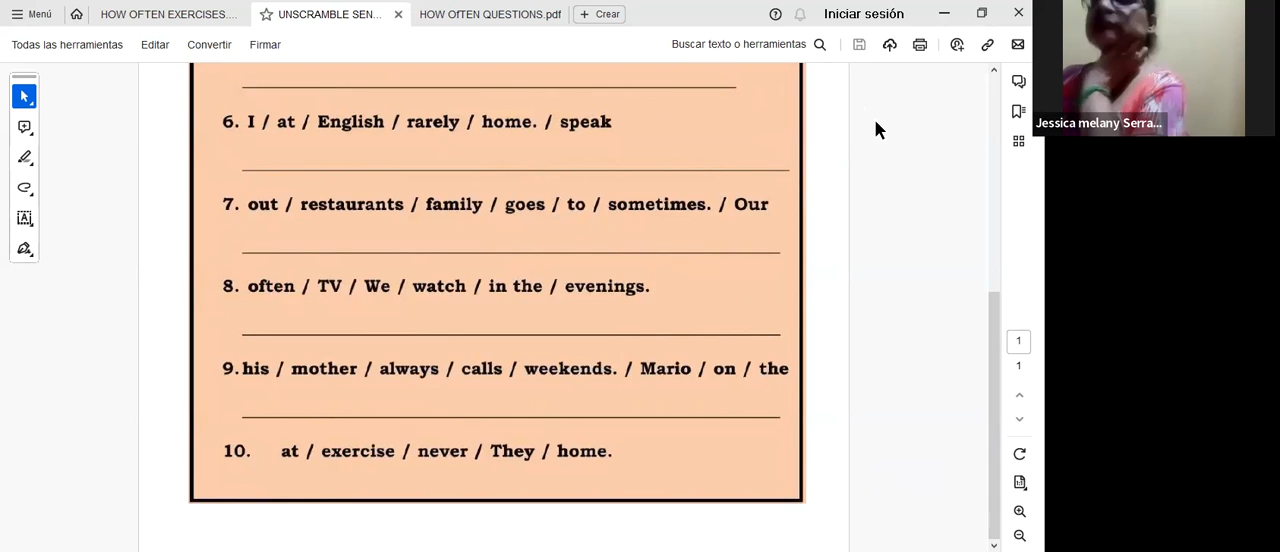 Menú HOW OFTEN EXERCISES.... UNSCRAMBLE SEN... HOW OfTEN QUESTIONS.pdf Crear Iniciar sesión
Todas las herramientas Editar Convertir Firmar Buscar texto o herramientas
6. I / at / English / rarely / home. / speak
7. out / restaurants / family / goes / to / sometimes. / Our
8. often / TV / We / watch / in the / evenings.
9. his / mother / always / calls / weekends. / Mario / on / the
10. at / exercise / never / They / home.
Jessica melany Serra...
1
1